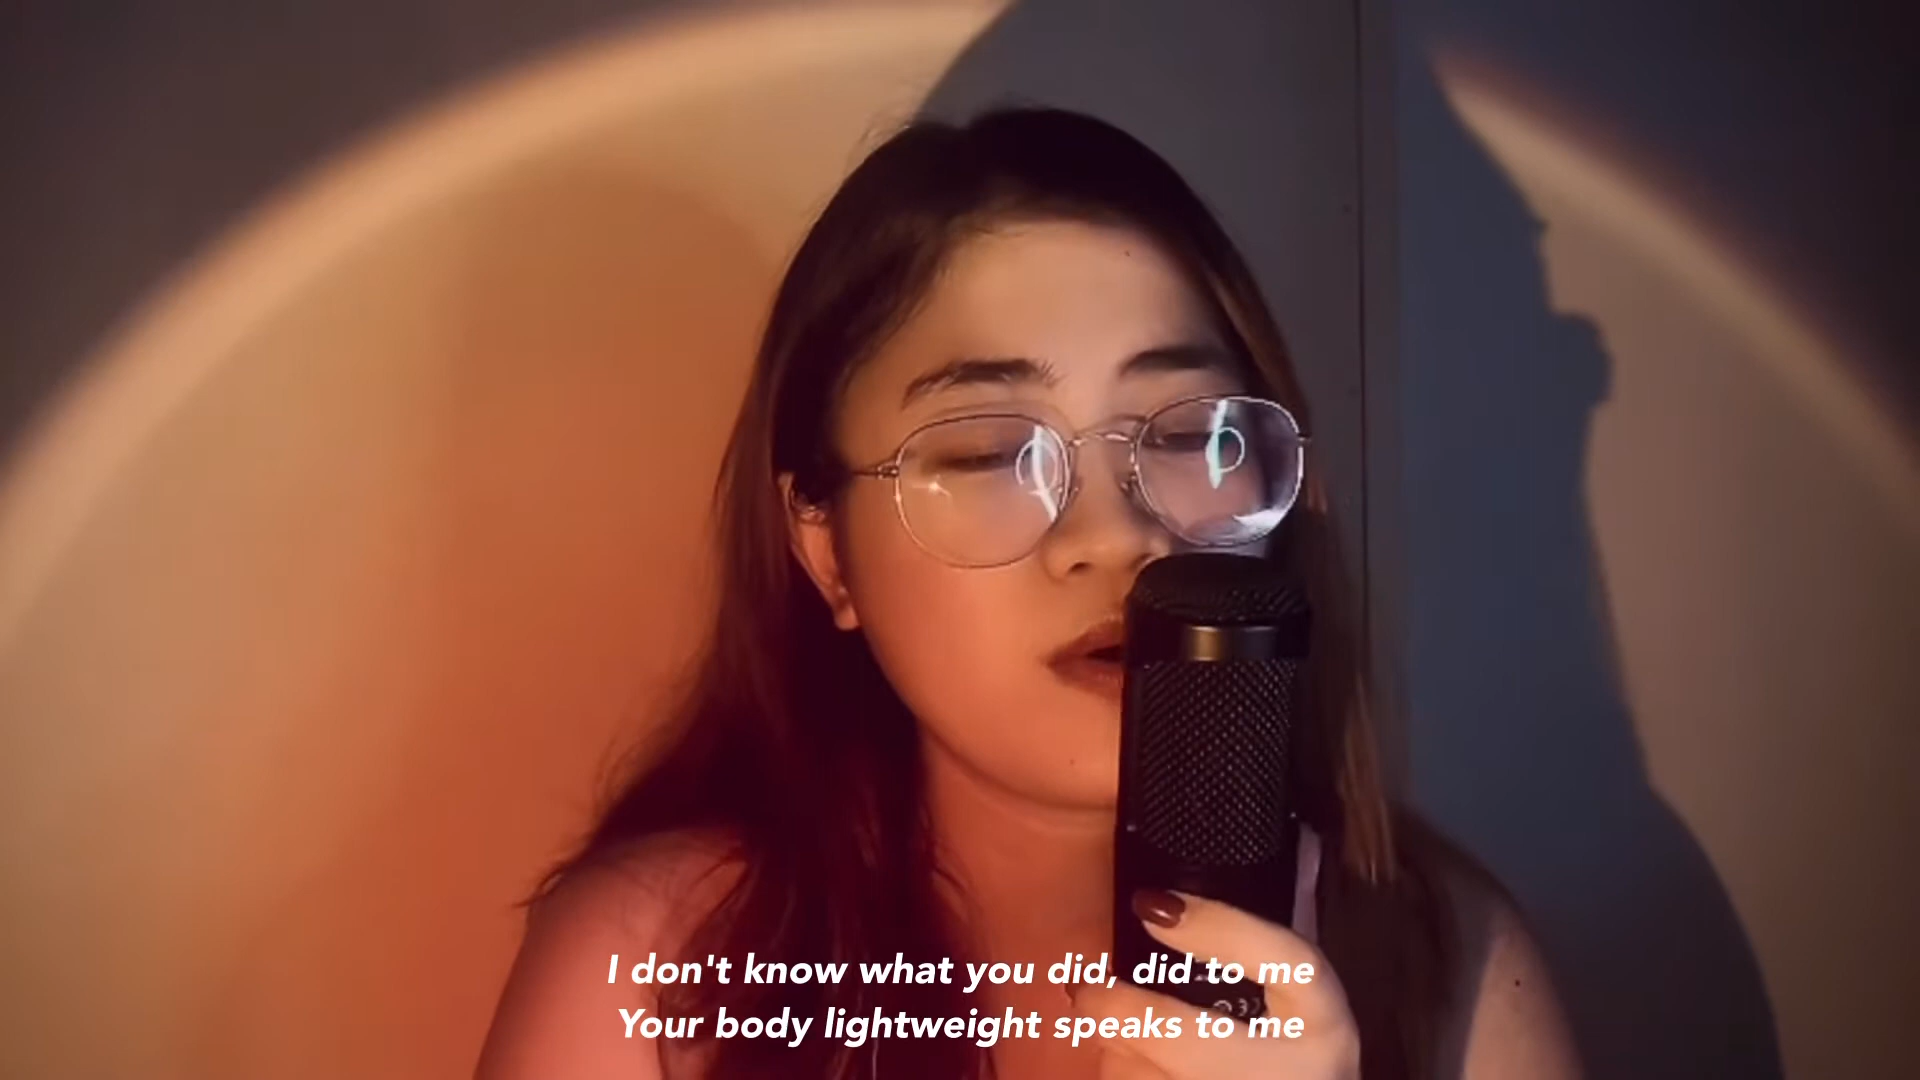 I don't know what you did, did to me
Your body lightweight speaks to me